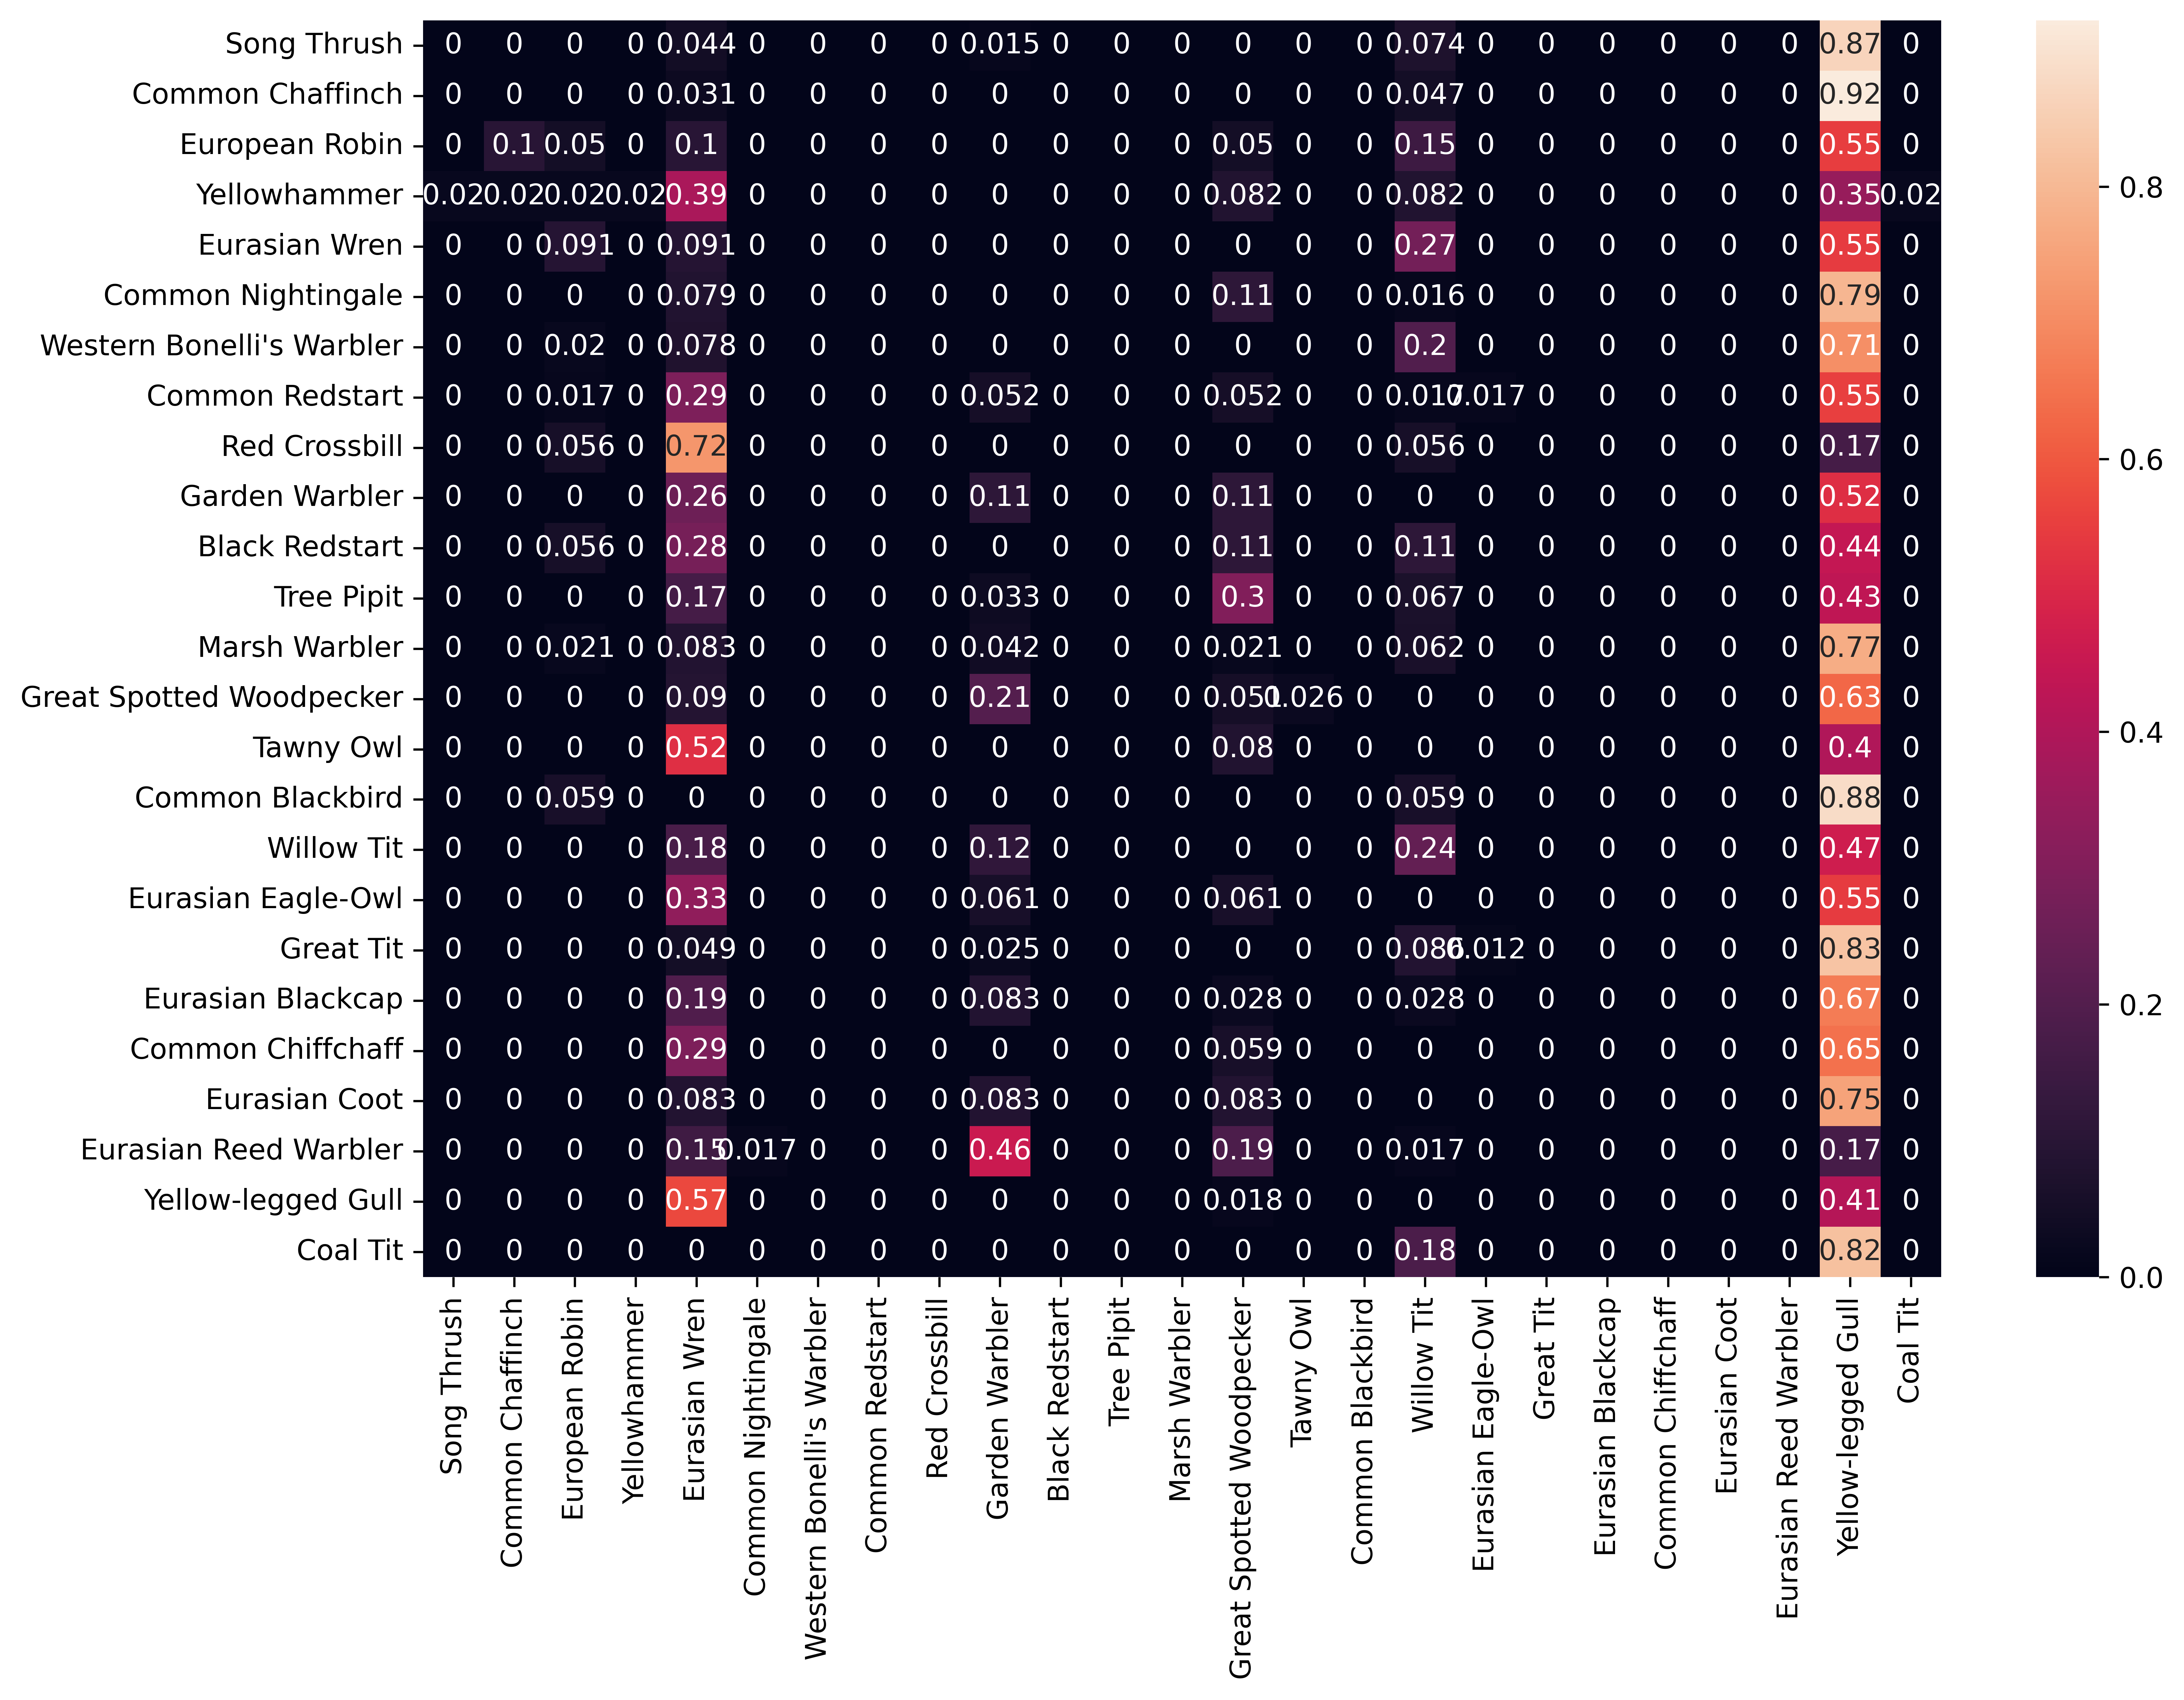 Song Thrush 0 0 0 0 0.044 0 0 0 0 0.015 0 0 0 0 0 0 0.074 0 0 0 0 0 0 0.87 0
Common Chaffinch 0 0 0 0 0.031 0 0 0 0 0 0 0 0 0 0 0 0.047 0 0 0 0 0 0 0.92 0
European Robin 0 0.1 0.05 0 0.1 0 0 0 0 0 0 0 0 0.05 0 0 0.15 0 0 0 0 0 0 0.55 0
Yellowhammer 0.02 0.02 0.02 0.02 0.39 0 0 0 0 0 0 0 0 0.082 0 0 0.082 0 0 0 0 0 0 0.35 0.02
Eurasian Wren 0 0 0.091 0 0.091 0 0 0 0 0 0 0 0 0 0 0 0.27 0 0 0 0 0 0 0.55 0
Common Nightingale 0 0 0 0 0.079 0 0 0 0 0 0 0 0 0.11 0 0 0.016 0 0 0 0 0 0 0.79 0
Western Bonelli's Warbler 0 0 0.02 0 0.078 0 0 0 0 0 0 0 0 0 0 0 0.2 0 0 0 0 0 0 0.71 0
Common Redstart 0 0 0.017 0 0.29 0 0 0 0 0.052 0 0 0 0.052 0 0 0.017 0.017 0 0 0 0 0 0.55 0
Red Crossbill 0 0 0.056 0 0.72 0 0 0 0 0 0 0 0 0 0 0 0.056 0 0 0 0 0 0 0.17 0
Garden Warbler 0 0 0 0 0.26 0 0 0 0 0.11 0 0 0 0.11 0 0 0 0 0 0 0 0 0 0.52 0
Black Redstart 0 0 0.056 0 0.28 0 0 0 0 0 0 0 0 0.11 0 0 0.11 0 0 0 0 0 0 0.44 0
Tree Pipit 0 0 0 0 0.17 0 0 0 0 0.033 0 0 0 0.3 0 0 0.067 0 0 0 0 0 0 0.43 0
Marsh Warbler 0 0 0.021 0 0.083 0 0 0 0 0.042 0 0 0 0.021 0 0 0.062 0 0 0 0 0 0 0.77 0
Great Spotted Woodpecker 0 0 0 0 0.09 0 0 0 0 0.21 0 0 0 0.051 0.026 0 0 0 0 0 0 0 0 0.63 0
Tawny Owl 0 0 0 0 0.52 0 0 0 0 0 0 0 0 0.08 0 0 0 0 0 0 0 0 0 0.4 0
Common Blackbird 0 0 0.059 0 0 0 0 0 0 0 0 0 0 0 0 0 0.059 0 0 0 0 0 0 0.88 0
Willow Tit 0 0 0 0 0.18 0 0 0 0 0.12 0 0 0 0 0 0 0.24 0 0 0 0 0 0 0.47 0
Eurasian Eagle-Owl 0 0 0 0 0.33 0 0 0 0 0.061 0 0 0 0.061 0 0 0 0 0 0 0 0 0 0.55 0
Great Tit 0 0 0 0 0.049 0 0 0 0 0.025 0 0 0 0 0 0 0.086 0.012 0 0 0 0 0 0.83 0
Eurasian Blackcap 0 0 0 0 0.19 0 0 0 0 0.083 0 0 0 0.028 0 0 0.028 0 0 0 0 0 0 0.67 0
Common Chiffchaff 0 0 0 0 0.29 0 0 0 0 0 0 0 0 0.059 0 0 0 0 0 0 0 0 0 0.65 0
Eurasian Coot 0 0 0 0 0.083 0 0 0 0 0.083 0 0 0 0.083 0 0 0 0 0 0 0 0 0 0.75 0
Eurasian Reed Warbler 0 0 0 0 0.15 0.017 0 0 0 0.46 0 0 0 0.19 0 0 0.017 0 0 0 0 0 0 0.17 0
Yellow-legged Gull 0 0 0 0 0.57 0 0 0 0 0 0 0 0 0.018 0 0 0 0 0 0 0 0 0 0.41 0
Coal Tit 0 0 0 0 0 0 0 0 0 0 0 0 0 0 0 0 0.18 0 0 0 0 0 0 0.82 0
Song Thrush
Common Chaffinch
European Robin
Yellowhammer
Eurasian Wren
Common Nightingale
Western Bonelli's Warbler
Common Redstart
Red Crossbill
Garden Warbler
Black Redstart
Tree Pipit
Marsh Warbler
Great Spotted Woodpecker
Tawny Owl
Common Blackbird
Willow Tit
Eurasian Eagle-Owl
Great Tit
Eurasian Blackcap
Common Chiffchaff
Eurasian Coot
Eurasian Reed Warbler
Yellow-legged Gull
Coal Tit
0.8
0.6
0.4
0.2
0.0